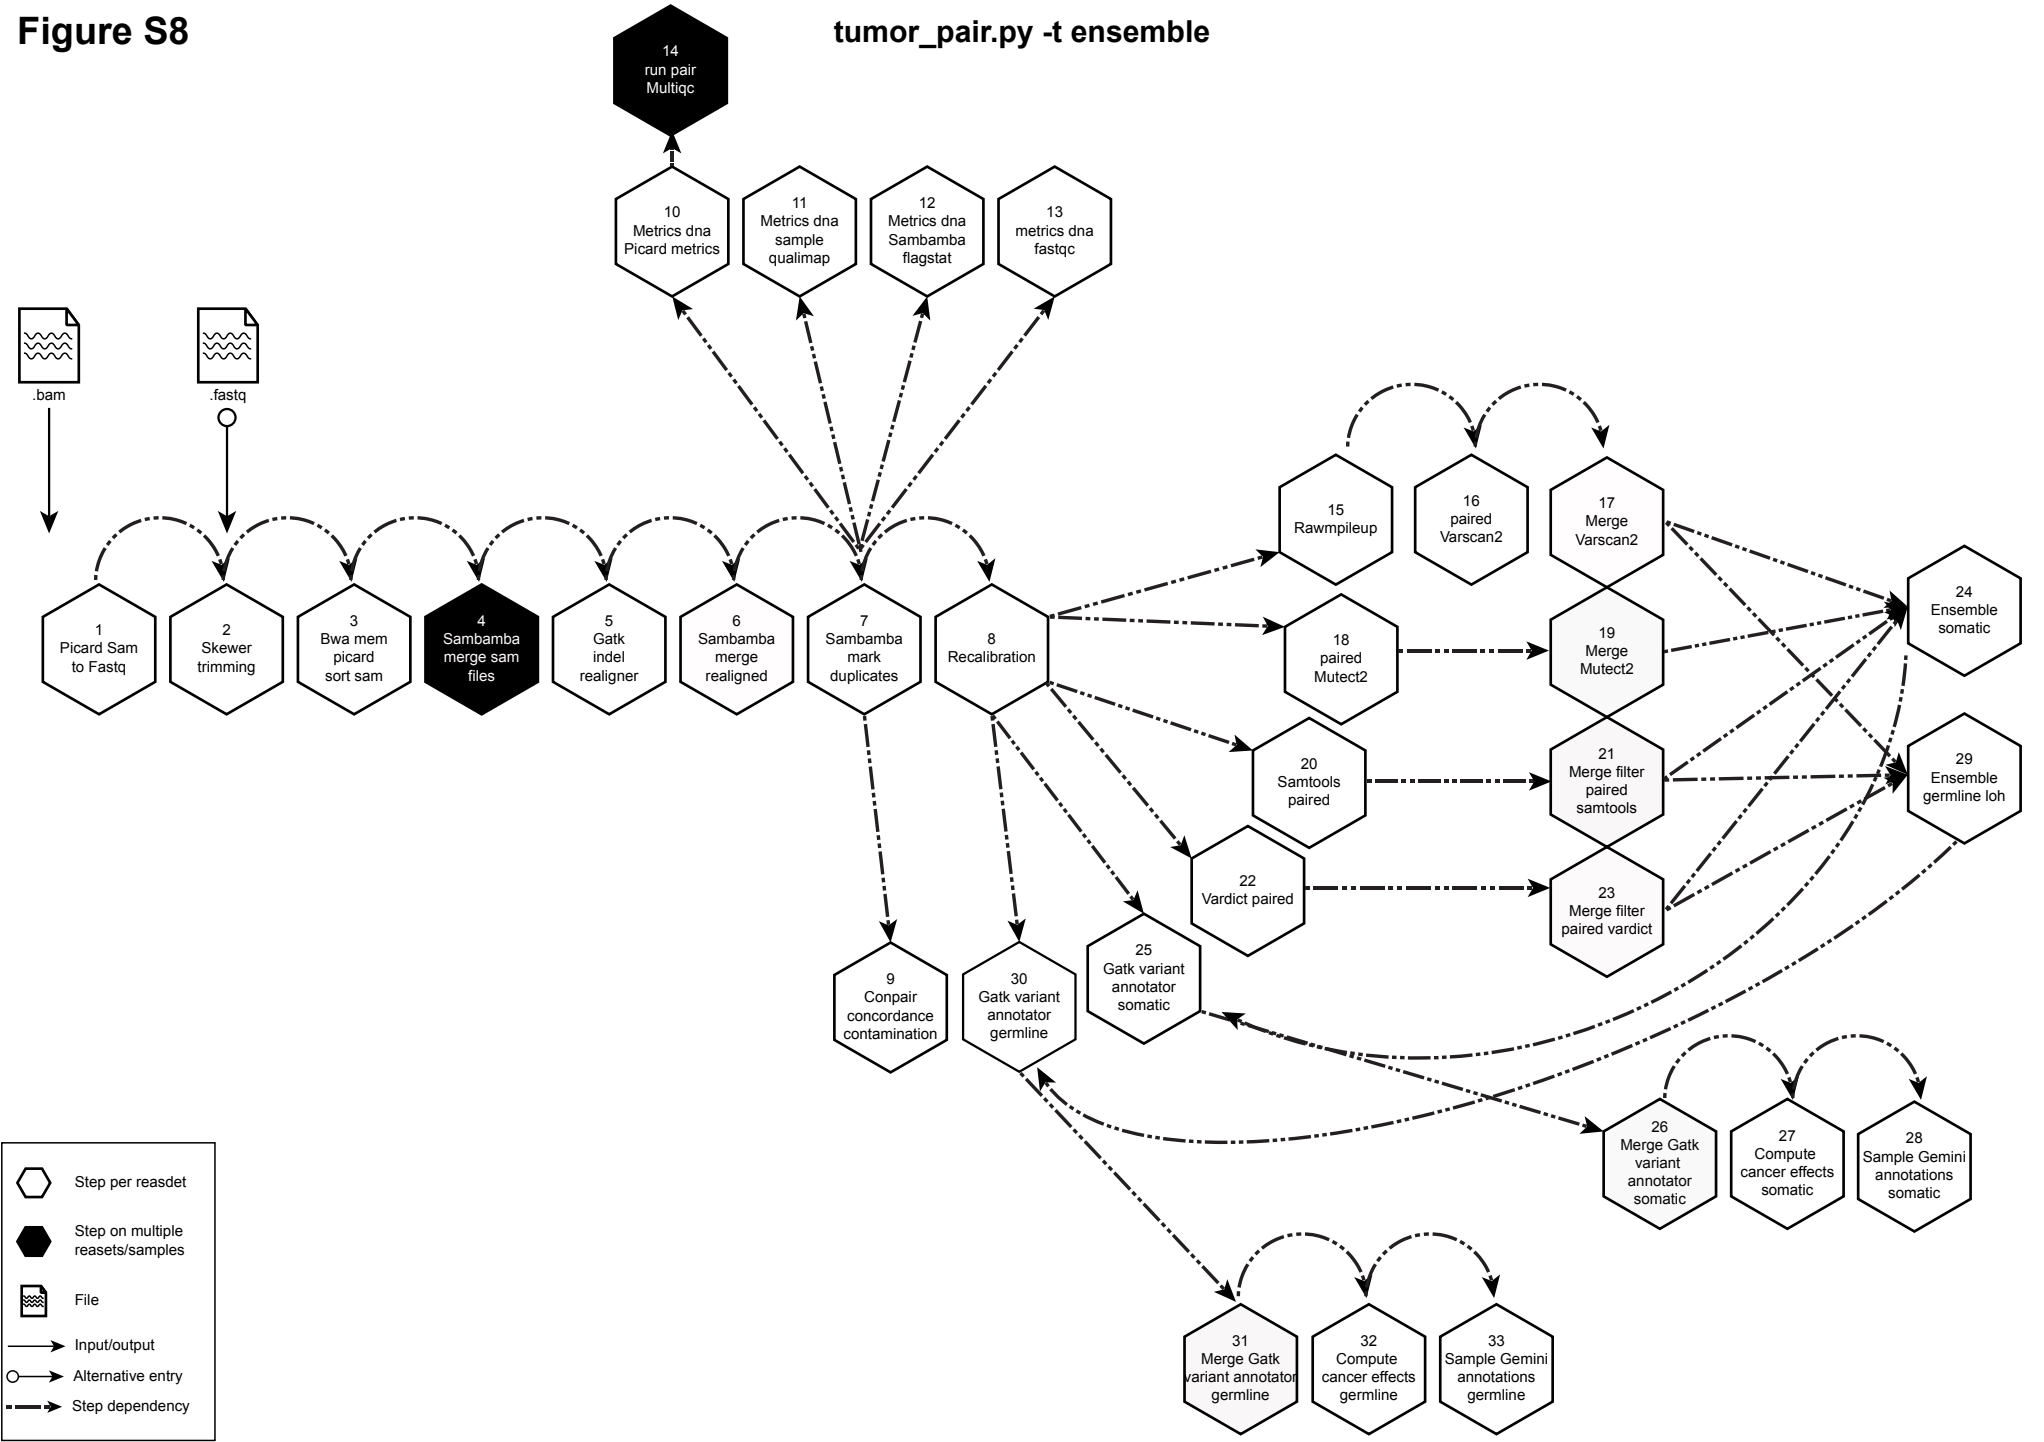 Figure S8
tumor_pair.py -t ensemble
14
run pair
Multiqc
10
Metrics dna
Picard metrics
11
Metrics dna
sample
qualimap
12
Metrics dna
Sambamba
flagstat
13
metrics dna
fastqc
.bam
.fastq
1
Picard Sam
to Fastq
2
Skewer
trimming
3
Bwa mem
picard
sort sam
4
Sambamba
merge sam
files
5
Gatk
indel
realigner
6
Sambamba
merge
realigned
7
Sambamba
mark
duplicates
8
Recalibration
15
Rawmpileup
16
paired
Varscan2
17
Merge
Varscan2
18
paired
Mutect2
19
Merge
Mutect2
20
Samtools
paired
21
Merge filter
paired
samtools
22
Vardict paired
23
Merge filter
paired vardict
24
Ensemble
somatic
29
Ensemble
germline loh
9
Conpair
concordance
contamination
30
Gatk variant
annotator
germline
25
Gatk variant
annotator
somatic
26
Merge Gatk
variant
annotator
somatic
27
Compute
cancer effects
somatic
28
Sample Gemini
annotations
somatic
31
Merge Gatk
variant annotator
germline
32
Compute
cancer effects
germline
33
Sample Gemini
annotations
germline
Step per reasdet
Step on multiple
reasets/samples
File
Input/output
Alternative entry
Step dependency